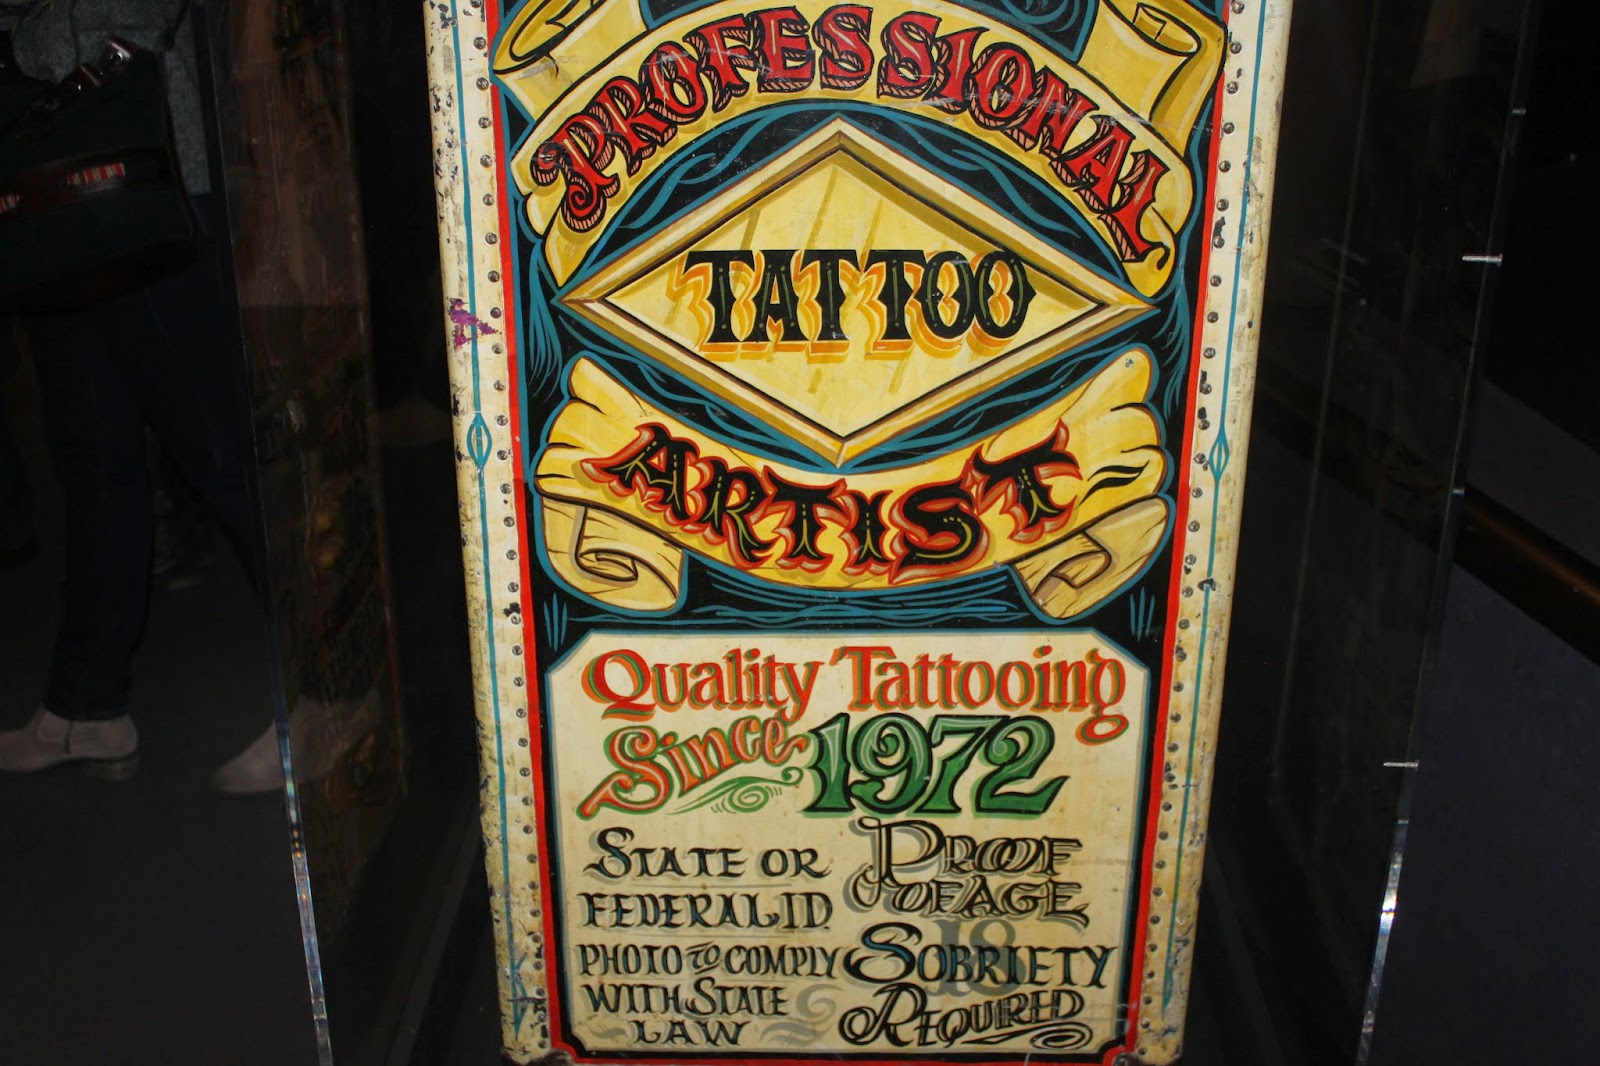 PROFESSIONAL
TATTOO
ARTIST
Quality Tattooing
Since 1972
STATE OR
FEDERAL ID
PHOTO TO COMPLY
WITH STATE
LAW
PROOF
OF AGE
18
SOBRIETY
REQUIRED